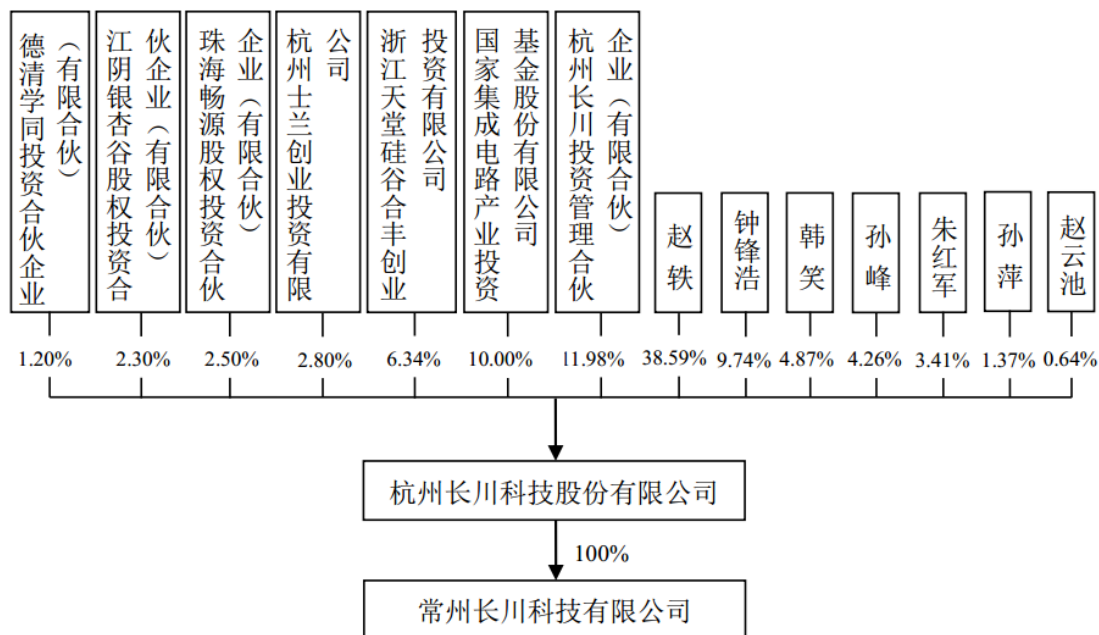 德清学同投资合伙企业
（有限合伙）
江阴银杏谷股权投资合
伙企业（有限合伙）
珠海畅源股权投资合伙
企业（有限合伙）
杭州士兰创业投资有限
公司
浙江天堂硅谷合丰创业
投资有限公司
国家集成电路产业投资
基金股份有限公司
杭州长川投资管理合伙
企业（有限合伙）
赵轶
钟锋浩
韩笑
孙峰
朱红军
孙萍
赵云池
1.20% 2.30% 2.50% 2.80% 6.34% 10.00% 11.98% 38.59% 9.74% 4.87% 4.26% 3.41% 1.37% 0.64%
杭州长川科技股份有限公司
100%
常州长川科技有限公司